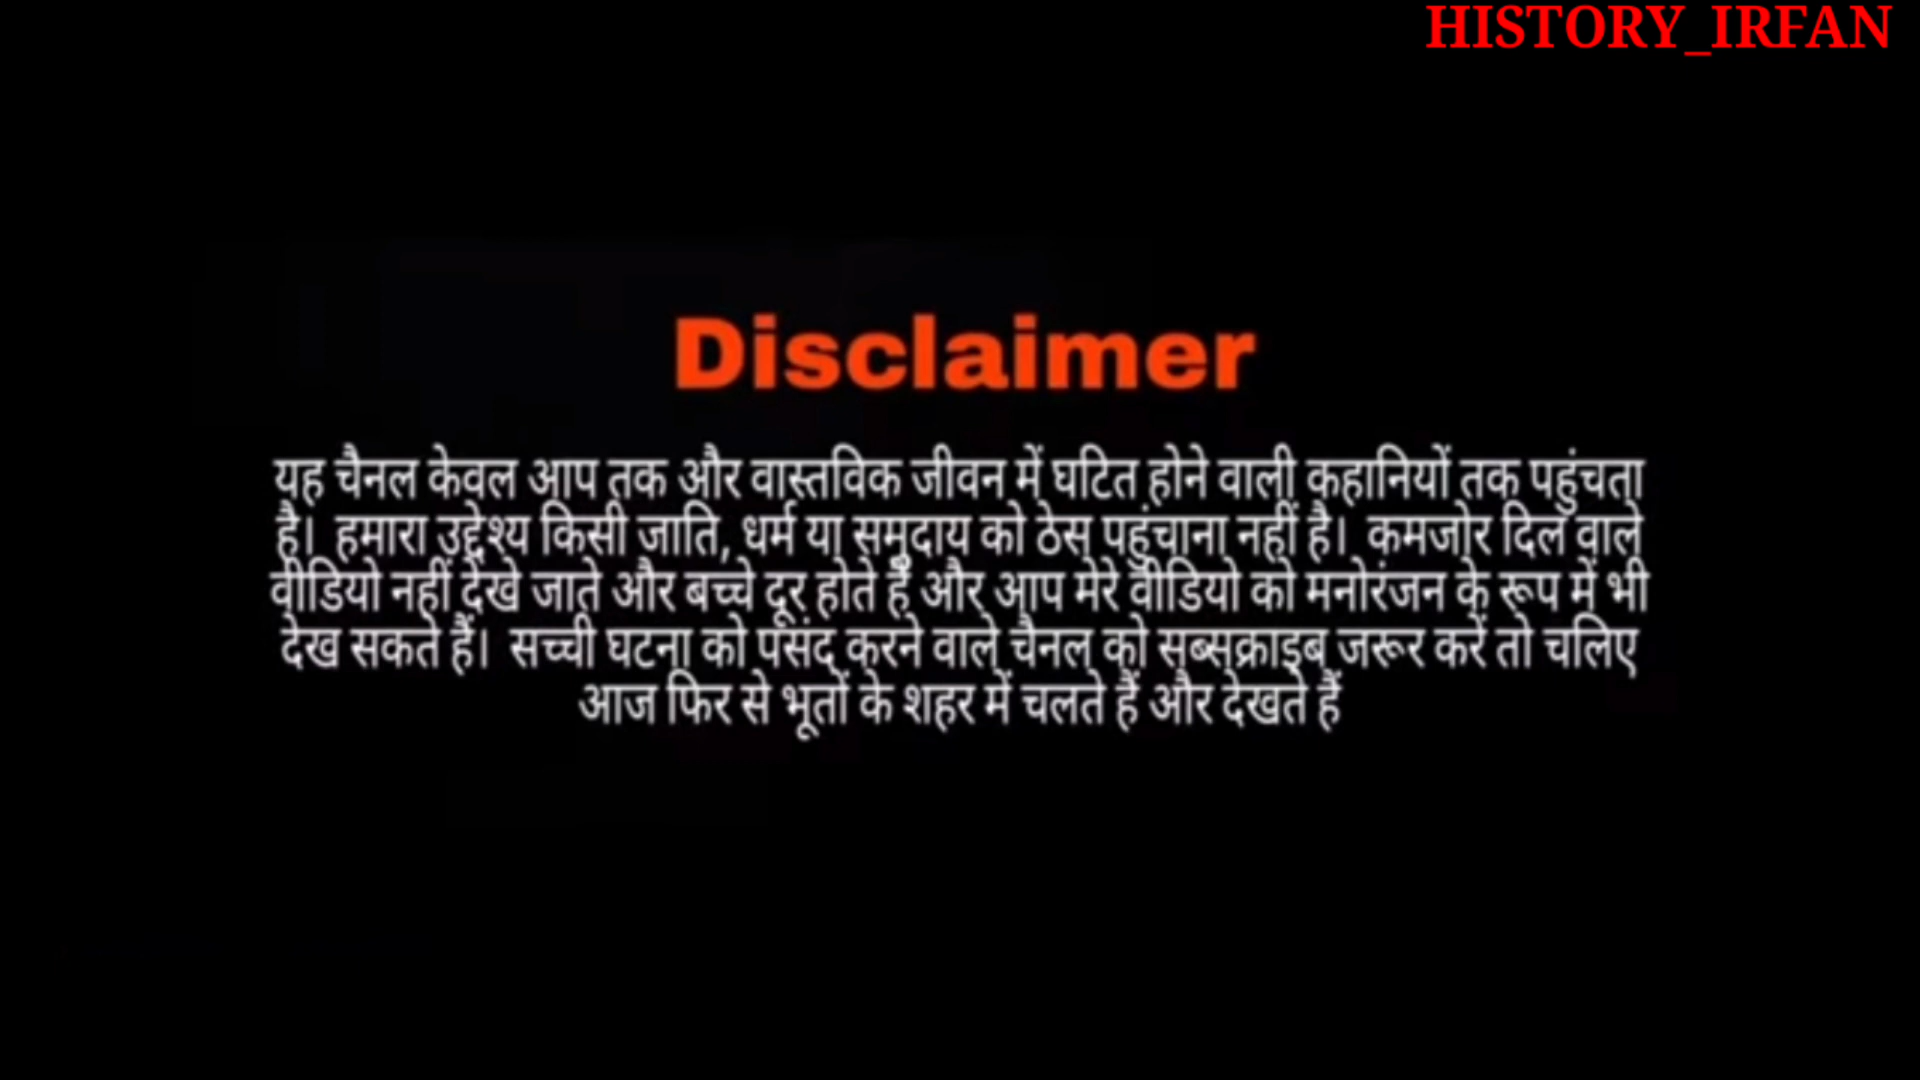 HISTORY_IRFAN
Disclaimer
यह चैनल केवल आप तक और वास्तविक जीवन में घटित होने वाली कहानियों तक पहुंचता
है। हमारा उद्देश्य किसी जाति, धर्म या समुदाय को ठेस पहुंचाना नहीं है। कमजोर दिल वाले
वीडियो नहीं देखे जाते और बच्चे दूर होते हैं और आप मेरे वीडियो को मनोरंजन के रूप में भी
देख सकते हैं। सच्ची घटना को पसंद करने वाले चैनल को सब्सक्राइब जरूर करें तो चलिए
आज फिर से भूतों के शहर में चलते हैं और देखते हैं